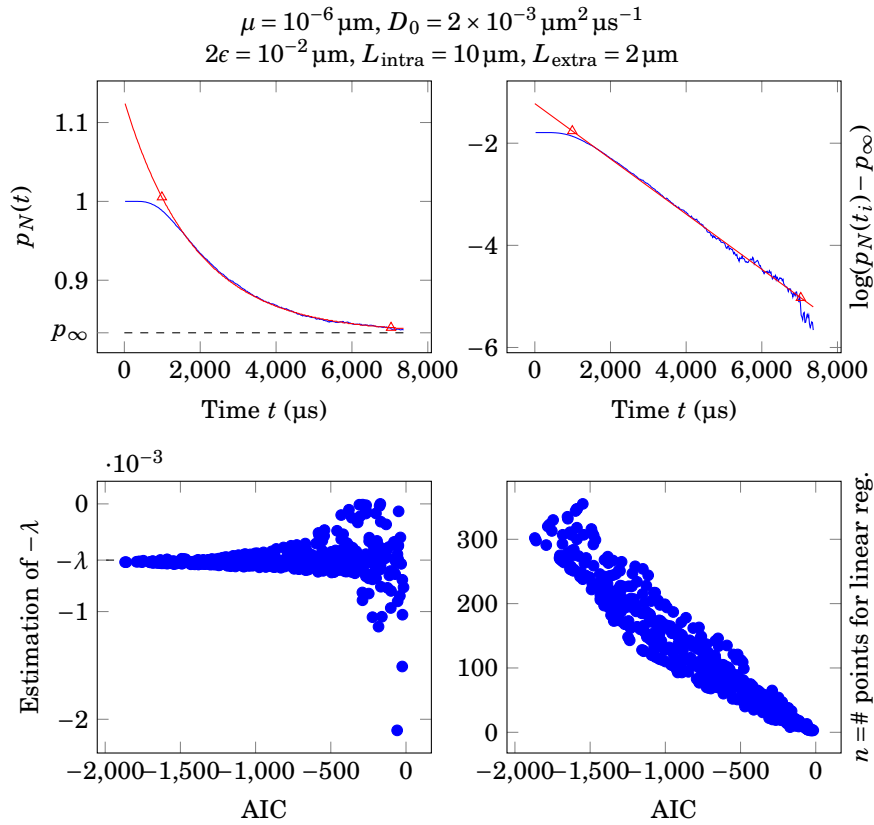 μ = 10⁻⁶ μm, D₀ = 2 × 10⁻³ μm² μs⁻¹
2ϵ = 10⁻² μm, L_intra = 10 μm, L_extra = 2 μm
1.1
1
0.9
p∞
p_N(t)
0 2,000 4,000 6,000 8,000
Time t (μs)
−2
−4
−6
log(p_N(t_i) − p∞)
0 2,000 4,000 6,000 8,000
Time t (μs)
·10⁻³
0
−λ
−1
−2
Estimation of −λ
−2,000 −1,500 −1,000 −500 0
AIC
300
200
100
0
n =# points for linear reg.
−2,000 −1,500 −1,000 −500 0
AIC